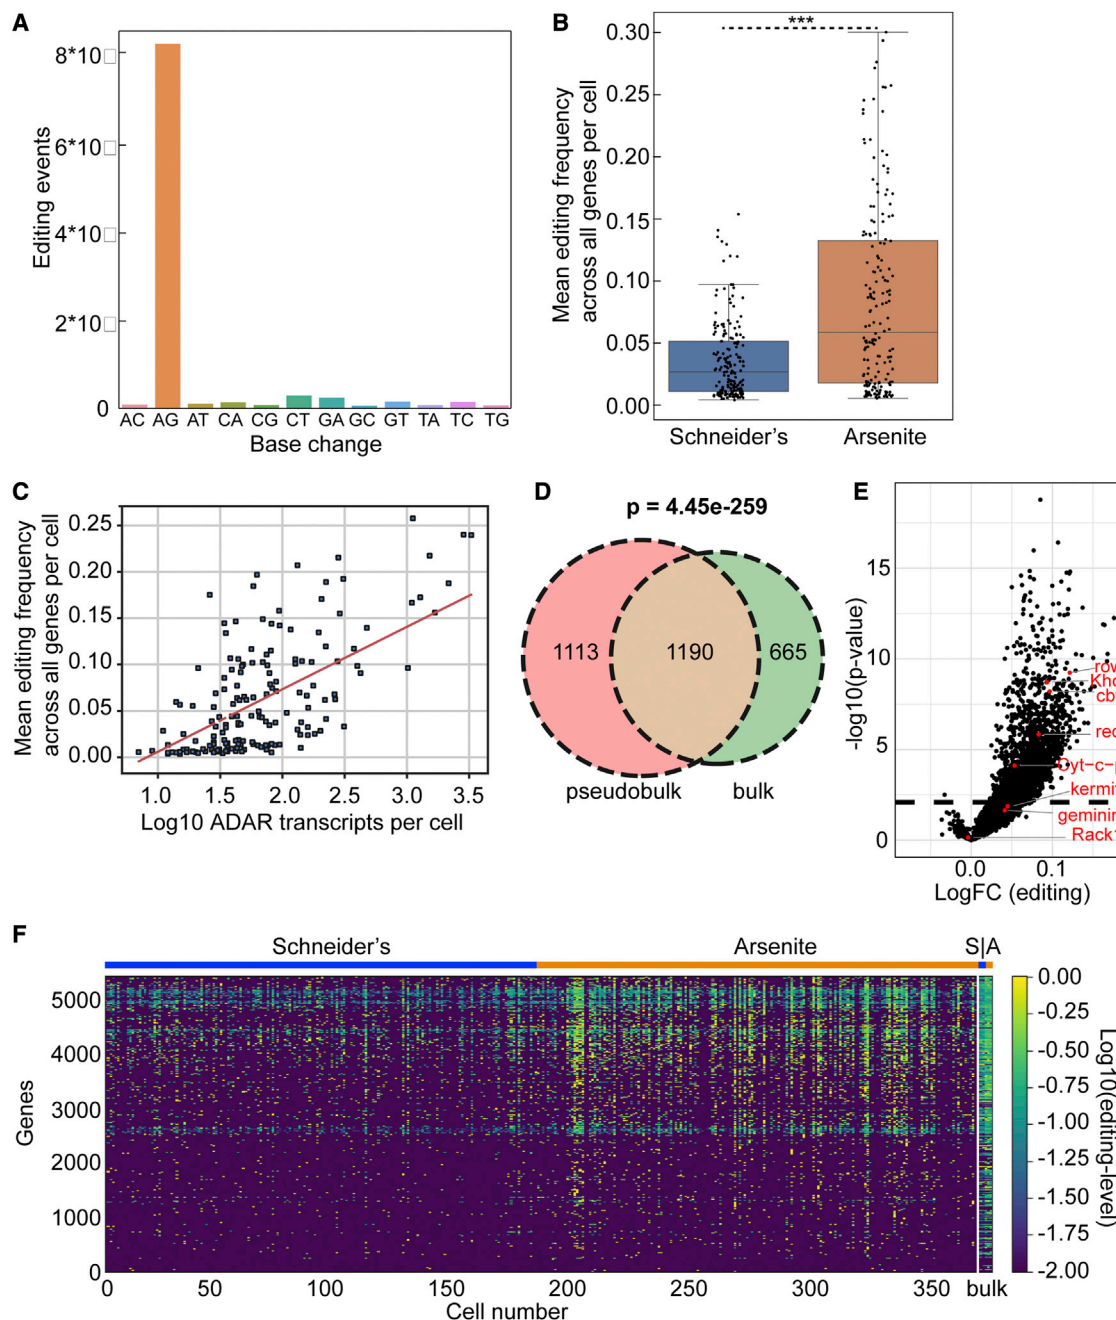 A
8*10
6*10
4*10
2*10
0
Editing events
AC AG AT CA CG CT GA GC GT TA TC TG
Base change
B
***
0.30
0.25
0.20
0.15
0.10
0.05
0.00
Mean editing frequency
across all genes per cell
Schneider's Arsenite
C
0.25
0.20
0.15
0.10
0.05
0.00
Mean editing frequency
across all genes per cell
1.0 1.5 2.0 2.5 3.0 3.5
Log10 ADAR transcripts per cell
D
p = 4.45e-259
1113 1190 665
pseudobulk bulk
E
15
10
5
0
-log10(p-value)
Cyt-c-p
geminin
0.0 0.1
LogFC (editing)
F
Schneider's Arsenite S|A
5000
4000
3000
2000
1000
0
Genes
0 50 100 150 200 250 300 350 bulk
Cell number
0.00
-0.25
-0.50
-0.75
-1.00
-1.25
-1.50
-1.75
-2.00
Log10(editing-level)